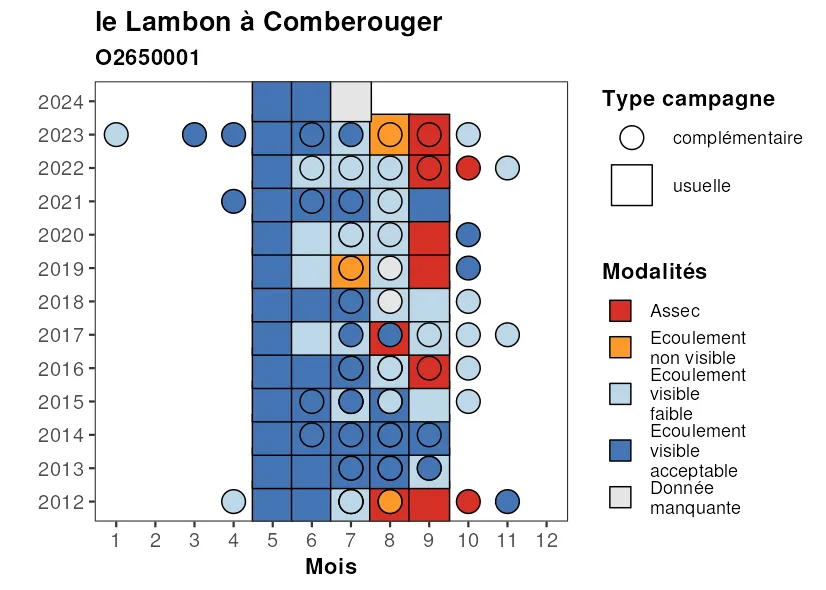 le Lambon à Comberouger
O2650001
2024
2023
2022
2021
2020
2019
2018
2017
2016
2015
2014
2013
2012
1 2 3 4 5 6 7 8 9 10 11 12
Mois
Type campagne
complémentaire
usuelle
Modalités
Assec
Ecoulement
non visible
Ecoulement
visible
faible
Ecoulement
visible
acceptable
Donnée
manquante